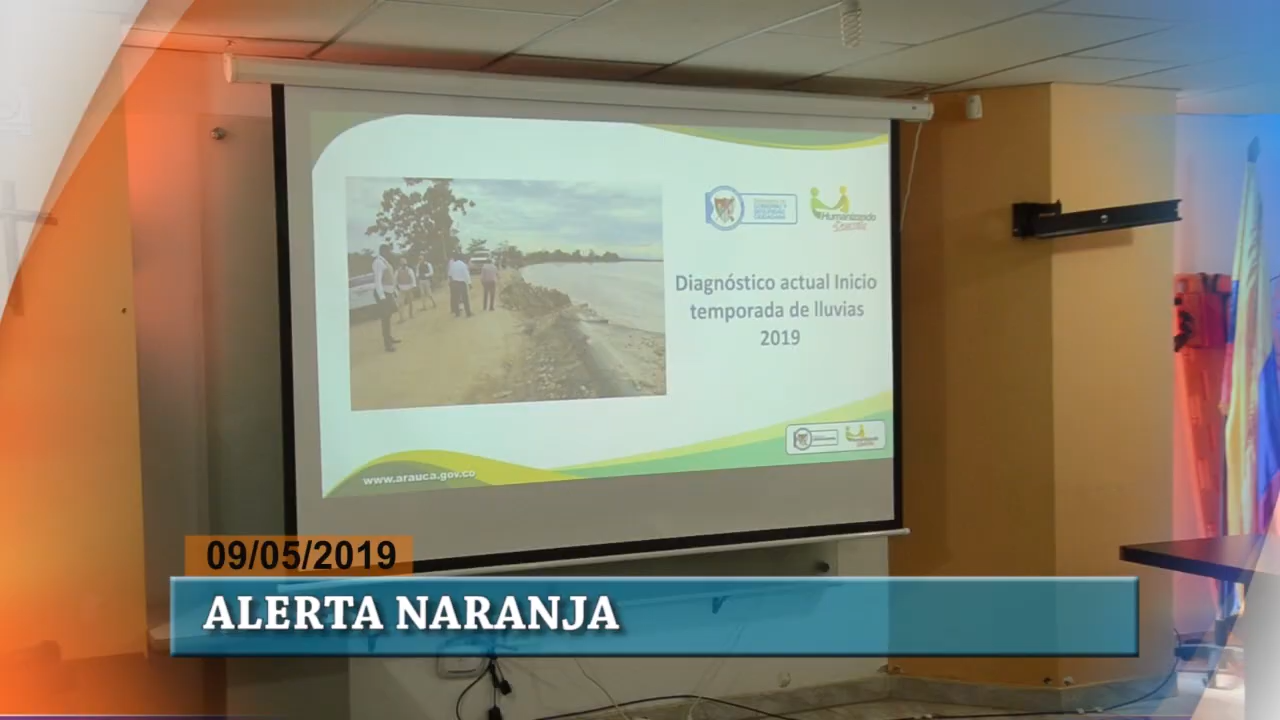 Humanizando
Diagnóstico actual Inicio
temporada de lluvias
2019
www.arauca.gov.co
09/05/2019
ALERTA NARANJA